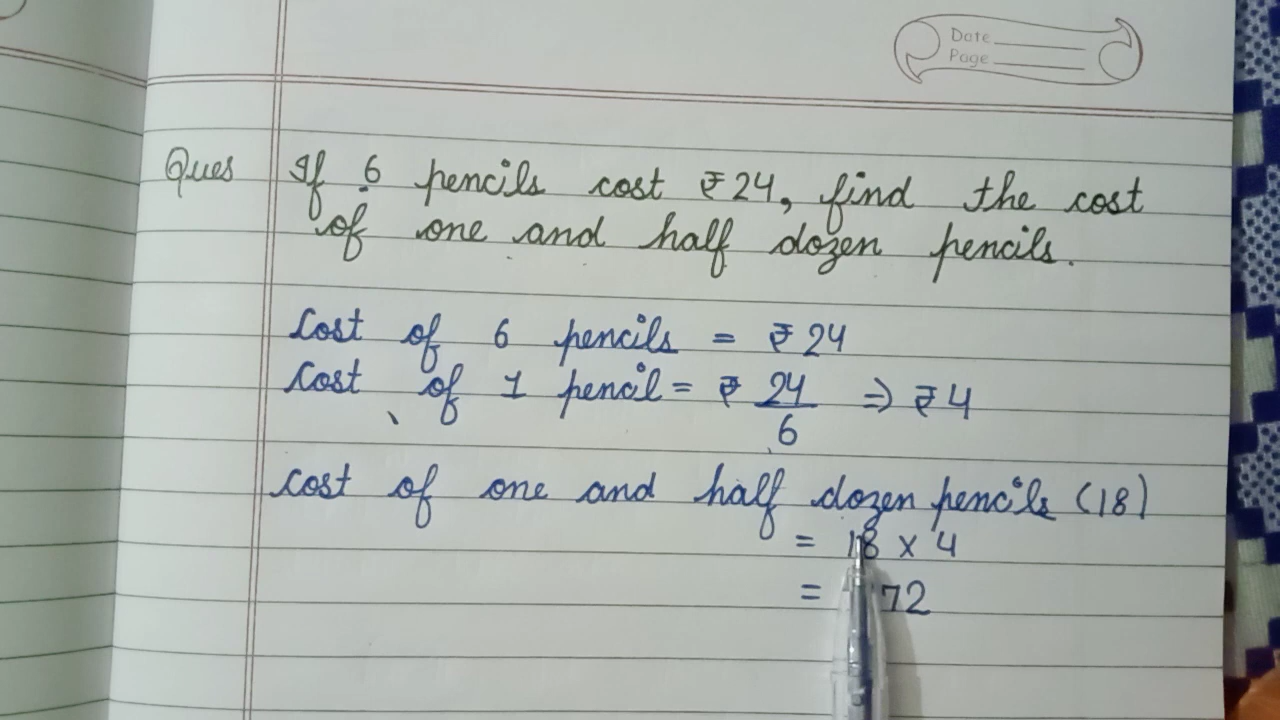 Date
Page
Ques If 6 pencils cost ₹24, find the cost
of one and half dozen pencils.
Cost of 6 pencils = ₹24
Cost of 1 pencil = ₹ 24/6 ⇒ ₹4
Cost of one and half dozen pencils (18)
= 18 × 4
= 72